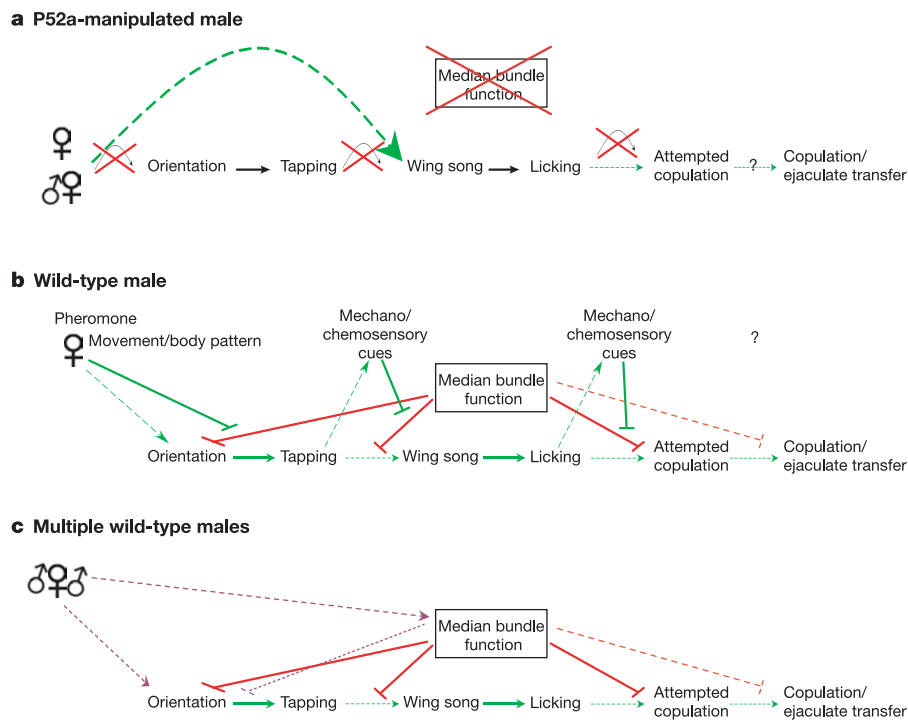 a P52a-manipulated male
Median bundle
function
Orientation
Tapping
Wing song
Licking
Attempted
copulation
?
Copulation/
ejaculate transfer
b Wild-type male
Pheromone
Movement/body pattern
Mechano/
chemosensory
cues
Mechano/
chemosensory
cues
?
Median bundle
function
Orientation
Tapping
Wing song
Licking
Attempted
copulation
Copulation/
ejaculate transfer
c Multiple wild-type males
Median bundle
function
Orientation
Tapping
Wing song
Licking
Attempted
copulation
Copulation/
ejaculate transfer